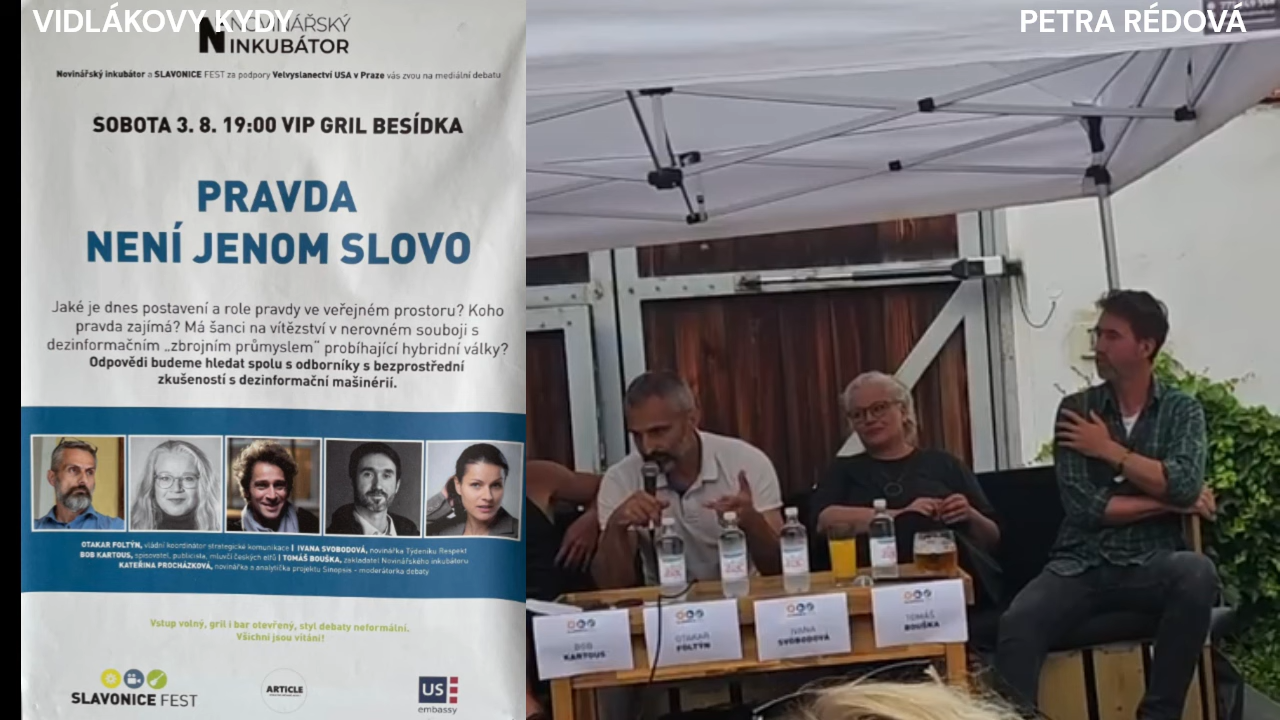 VIDLÁKOVY KYDY
PETRA RÉDOVÁ
NOVINÁŘSKÝ
INKUBÁTOR
Novinářský inkubátor a SLAVONICE FEST za podpory Velvyslanectví USA v Praze vás zvou na mediální debatu
SOBOTA 3. 8. 19:00 VIP GRIL BESÍDKA
PRAVDA
NENÍ JENOM SLOVO
Jaké je dnes postavení a role pravdy ve veřejném prostoru? Koho
pravda zajímá? Má šanci na vítězství v nerovném souboji s
dezinformačním „zbrojním průmyslem" probíhající hybridní války?
Odpovědi budeme hledat spolu s odborníky s bezprostřední
zkušeností s dezinformační mašinérií.
OTAKAR FOLTÝN, vládní koordinátor strategické komunikace | IVANA SVOBODOVÁ, novinářka Týdeníku Respekt
BOB KARTOUS, spisovatel, publicista, mluvčí českých elfů | TOMÁŠ BOUŠKA, zakladatel Novinářského inkubátoru
KATEŘINA PROCHÁZKOVÁ, novinářka a analytička projektu Sinopsis - moderátorka debaty
Vstup volný, gril i bar otevřený, styl debaty neformální.
Všichni jsou vítáni!
SLAVONICE FEST
ARTICLE
US
embassy
BOB
KARTOUS
OTAKAR
FOLTÝN
IVANA
SVOBODOVÁ
TOMÁŠ
BOUŠKA